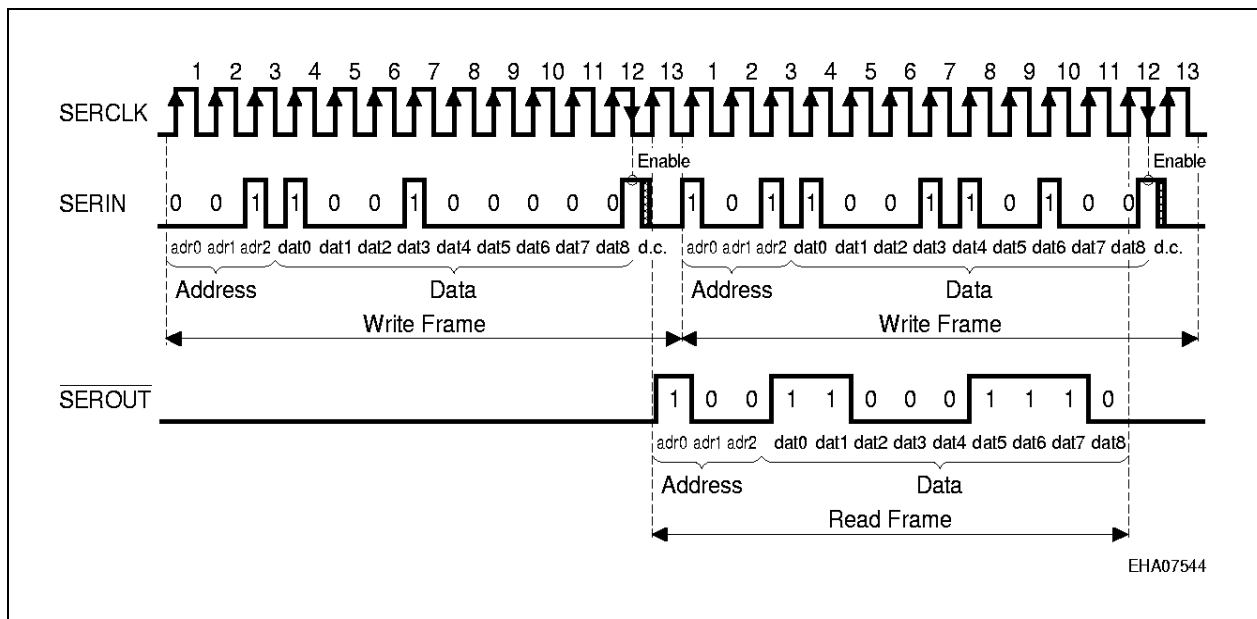 1 2 3 4 5 6 7 8 9 10 11 12 13 1 2 3 4 5 6 7 8 9 10 11 12 13
SERCLK
Enable Enable
SERIN 0 0 1 1 0 0 1 0 0 0 0 0 1 0 1 1 0 0 1 1 0 1 0 0
adr0 adr1 adr2 dat0 dat1 dat2 dat3 dat4 dat5 dat6 dat7 dat8 d.c. adr0 adr1 adr2 dat0 dat1 dat2 dat3 dat4 dat5 dat6 dat7 dat8 d.c.
Address Data Address Data
Write Frame Write Frame
SEROUT 1 0 0 1 1 0 0 0 1 1 1 0
adr0 adr1 adr2 dat0 dat1 dat2 dat3 dat4 dat5 dat6 dat7 dat8
Address Data
Read Frame
EHA07544